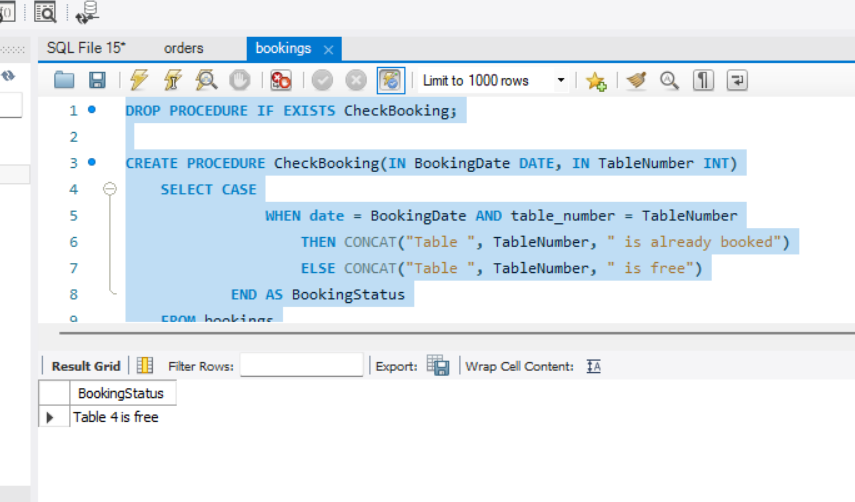 SQL File 15* orders bookings
Limit to 1000 rows
1 DROP PROCEDURE IF EXISTS CheckBooking;
2
3 CREATE PROCEDURE CheckBooking(IN BookingDate DATE, IN TableNumber INT)
4 SELECT CASE
5 WHEN date = BookingDate AND table_number = TableNumber
6 THEN CONCAT("Table ", TableNumber, " is already booked")
7 ELSE CONCAT("Table ", TableNumber, " is free")
8 END AS BookingStatus
9 FROM bookings
Result Grid Filter Rows: Export: Wrap Cell Content:
BookingStatus
Table 4 is free